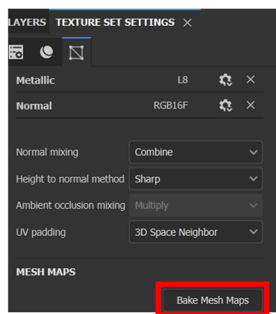 LAYERS TEXTURE SET SETTINGS
Metallic L8
Normal RGB16F
Normal mixing Combine
Height to normal method Sharp
Ambient occlusion mixing Multiply
UV padding 3D Space Neighbor
MESH MAPS
Bake Mesh Maps